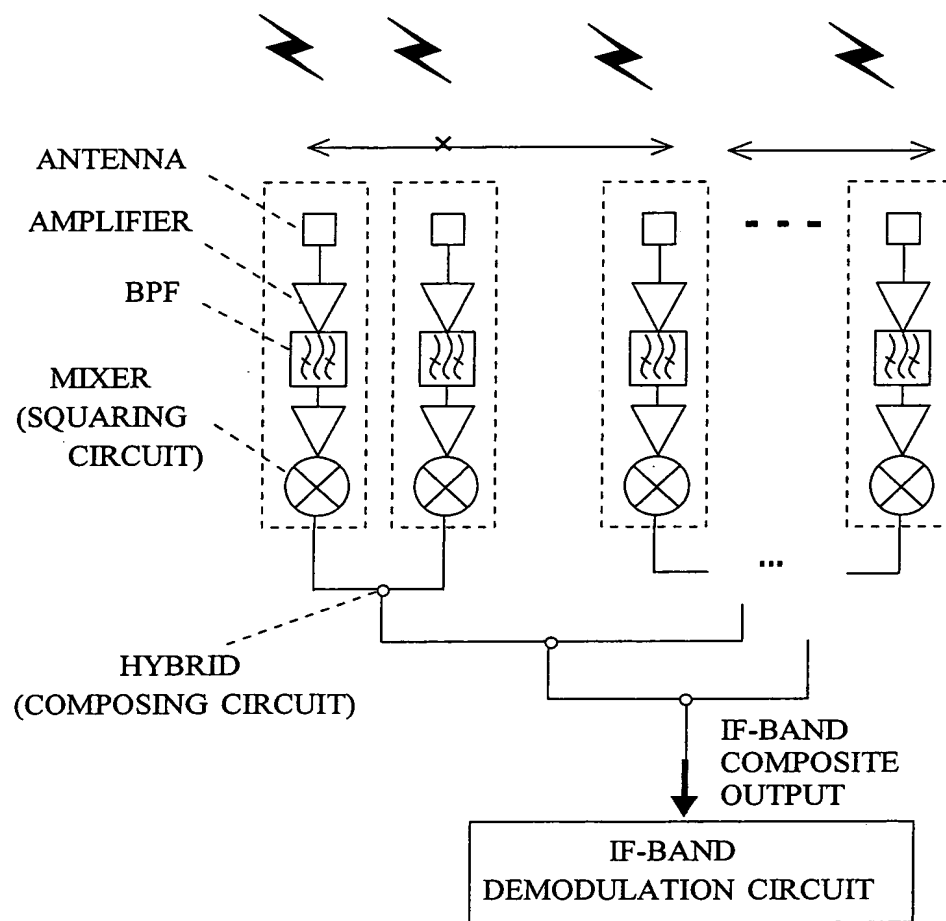 ANTENNA
AMPLIFIER
BPF
MIXER
(SQUARING
CIRCUIT)
...
HYBRID
(COMPOSING CIRCUIT)
IF-BAND
COMPOSITE
OUTPUT
IF-BAND
DEMODULATION CIRCUIT